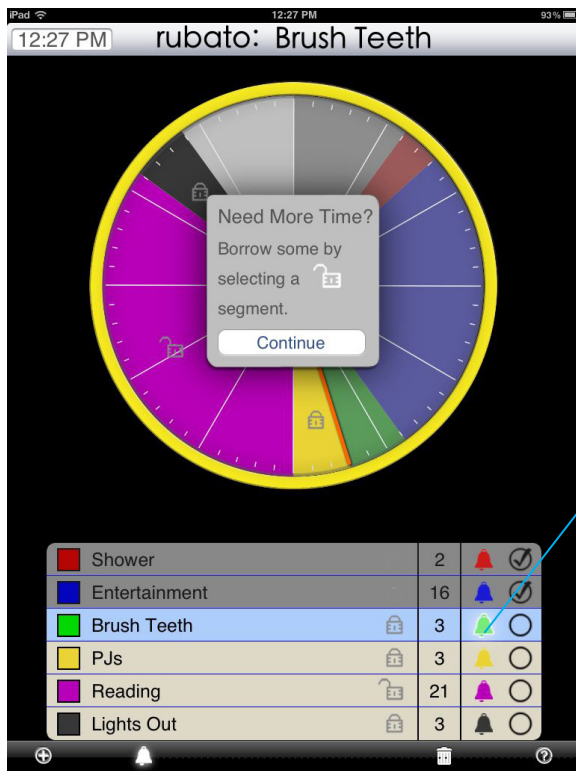 iPad 12:27 PM 93%
12:27 PM rubato: Brush Teeth
Need More Time?
Borrow some by
selecting a
segment.
Continue
Shower 2
Entertainment 16
Brush Teeth 3
PJs 3
Reading 21
Lights Out 3